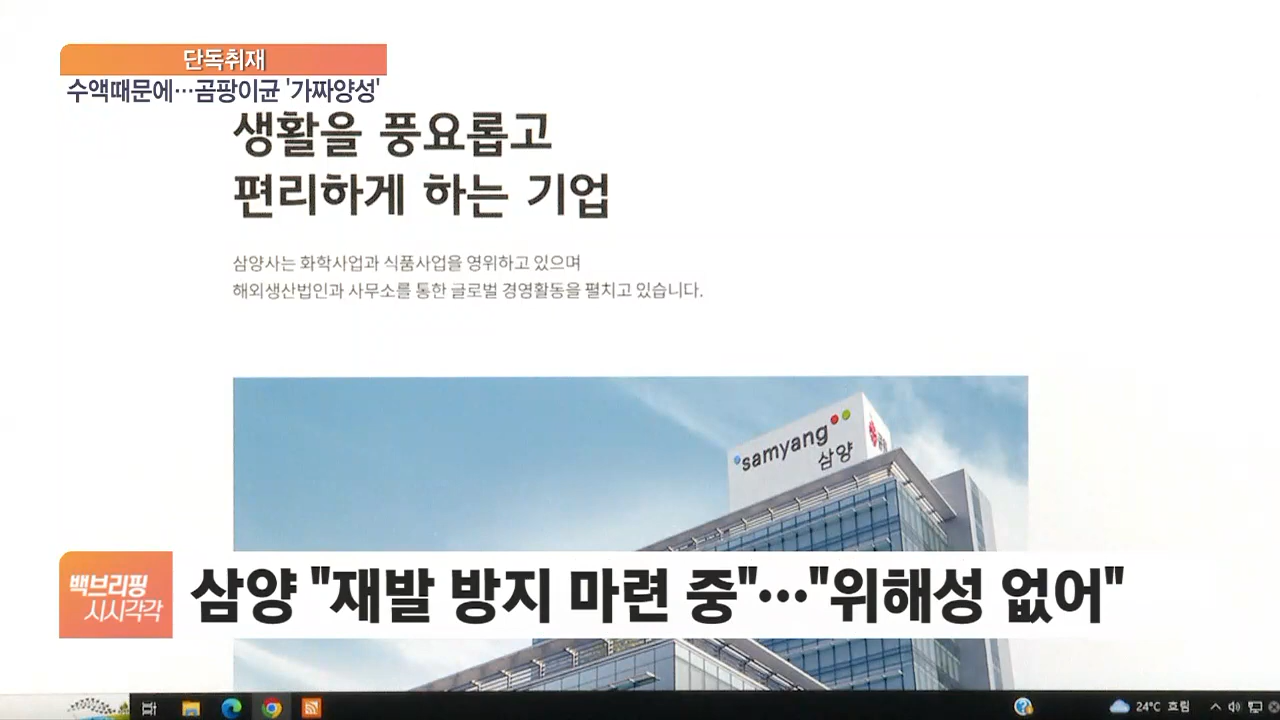 단독취재
수액때문에…곰팡이균 '가짜양성'
생활을 풍요롭고
편리하게 하는 기업
삼양사는 화학사업과 식품사업을 영위하고 있으며
해외생산법인과 사무소를 통한 글로벌 경영활동을 펼치고 있습니다.
samyang
삼양
백브리핑
시시각각
삼양 "재발 방지 마련 중"…"위해성 없어"
24°C 흐림